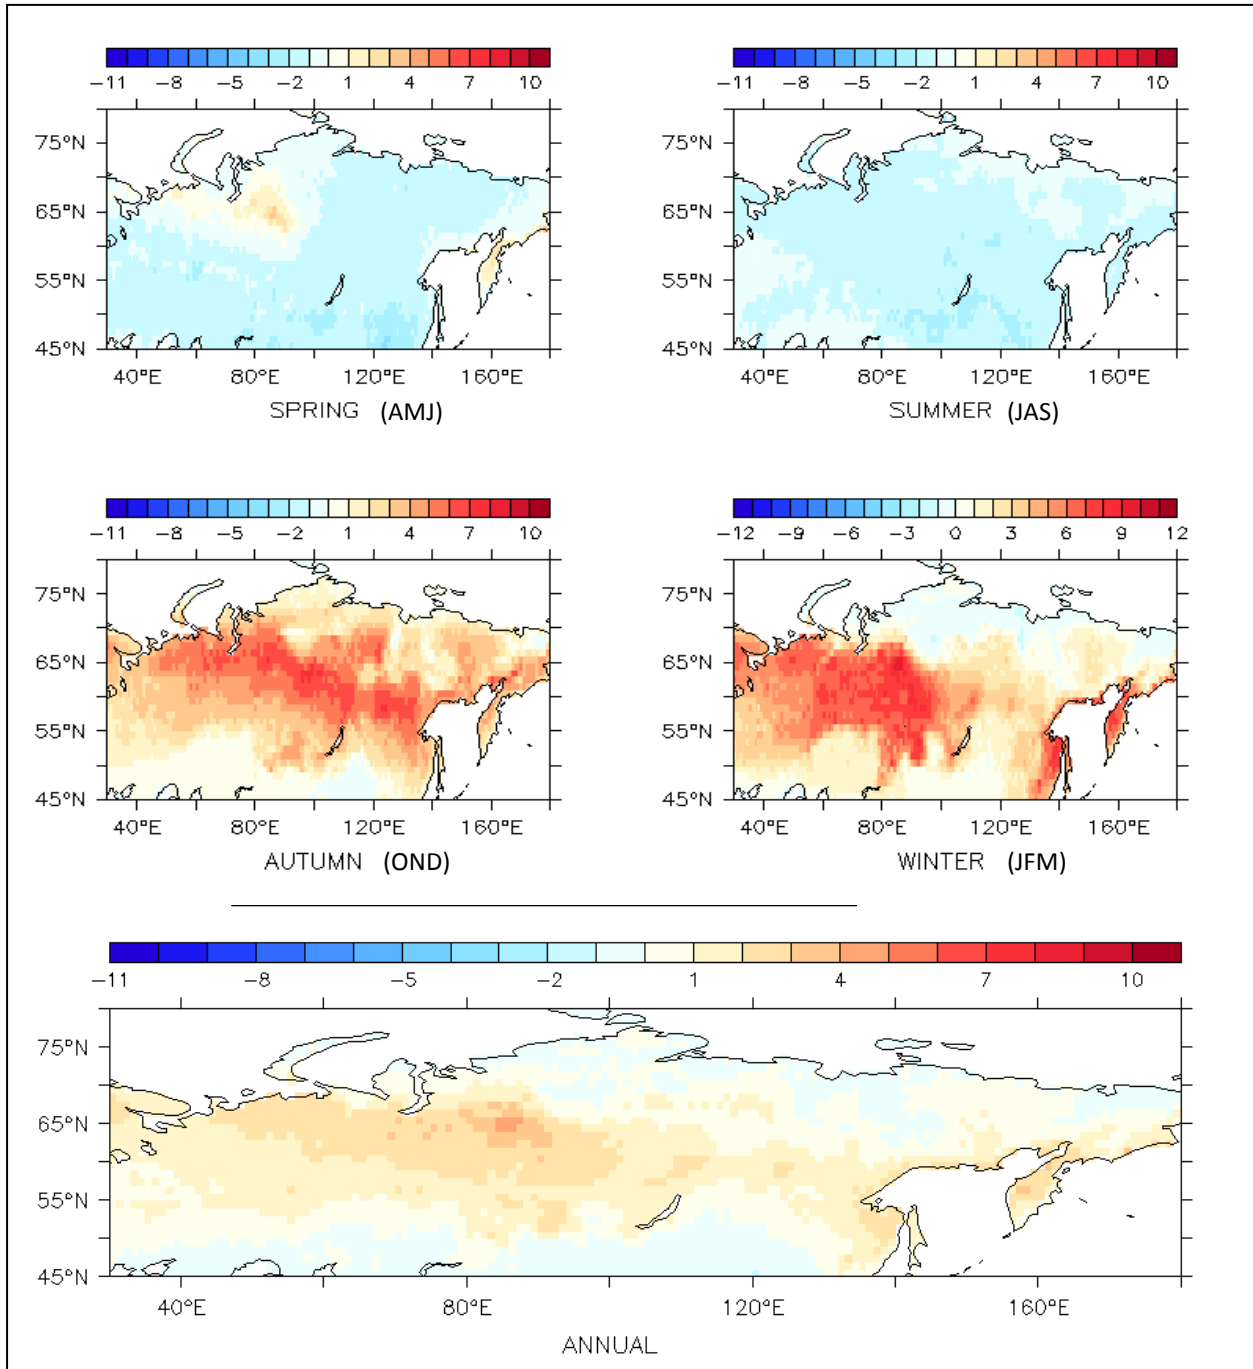 −11 −8 −5 −2 1 4 7 10
75°N
65°N
55°N
45°N
40°E 80°E 120°E 160°E
SPRING (AMJ)
−11 −8 −5 −2 1 4 7 10
75°N
65°N
55°N
45°N
40°E 80°E 120°E 160°E
SUMMER (JAS)
−11 −8 −5 −2 1 4 7 10
75°N
65°N
55°N
45°N
40°E 80°E 120°E 160°E
AUTUMN (OND)
−12 −9 −6 −3 0 3 6 9 12
75°N
65°N
55°N
45°N
40°E 80°E 120°E 160°E
WINTER (JFM)
−11 −8 −5 −2 1 4 7 10
75°N
65°N
55°N
45°N
40°E 80°E 120°E 160°E
ANNUAL